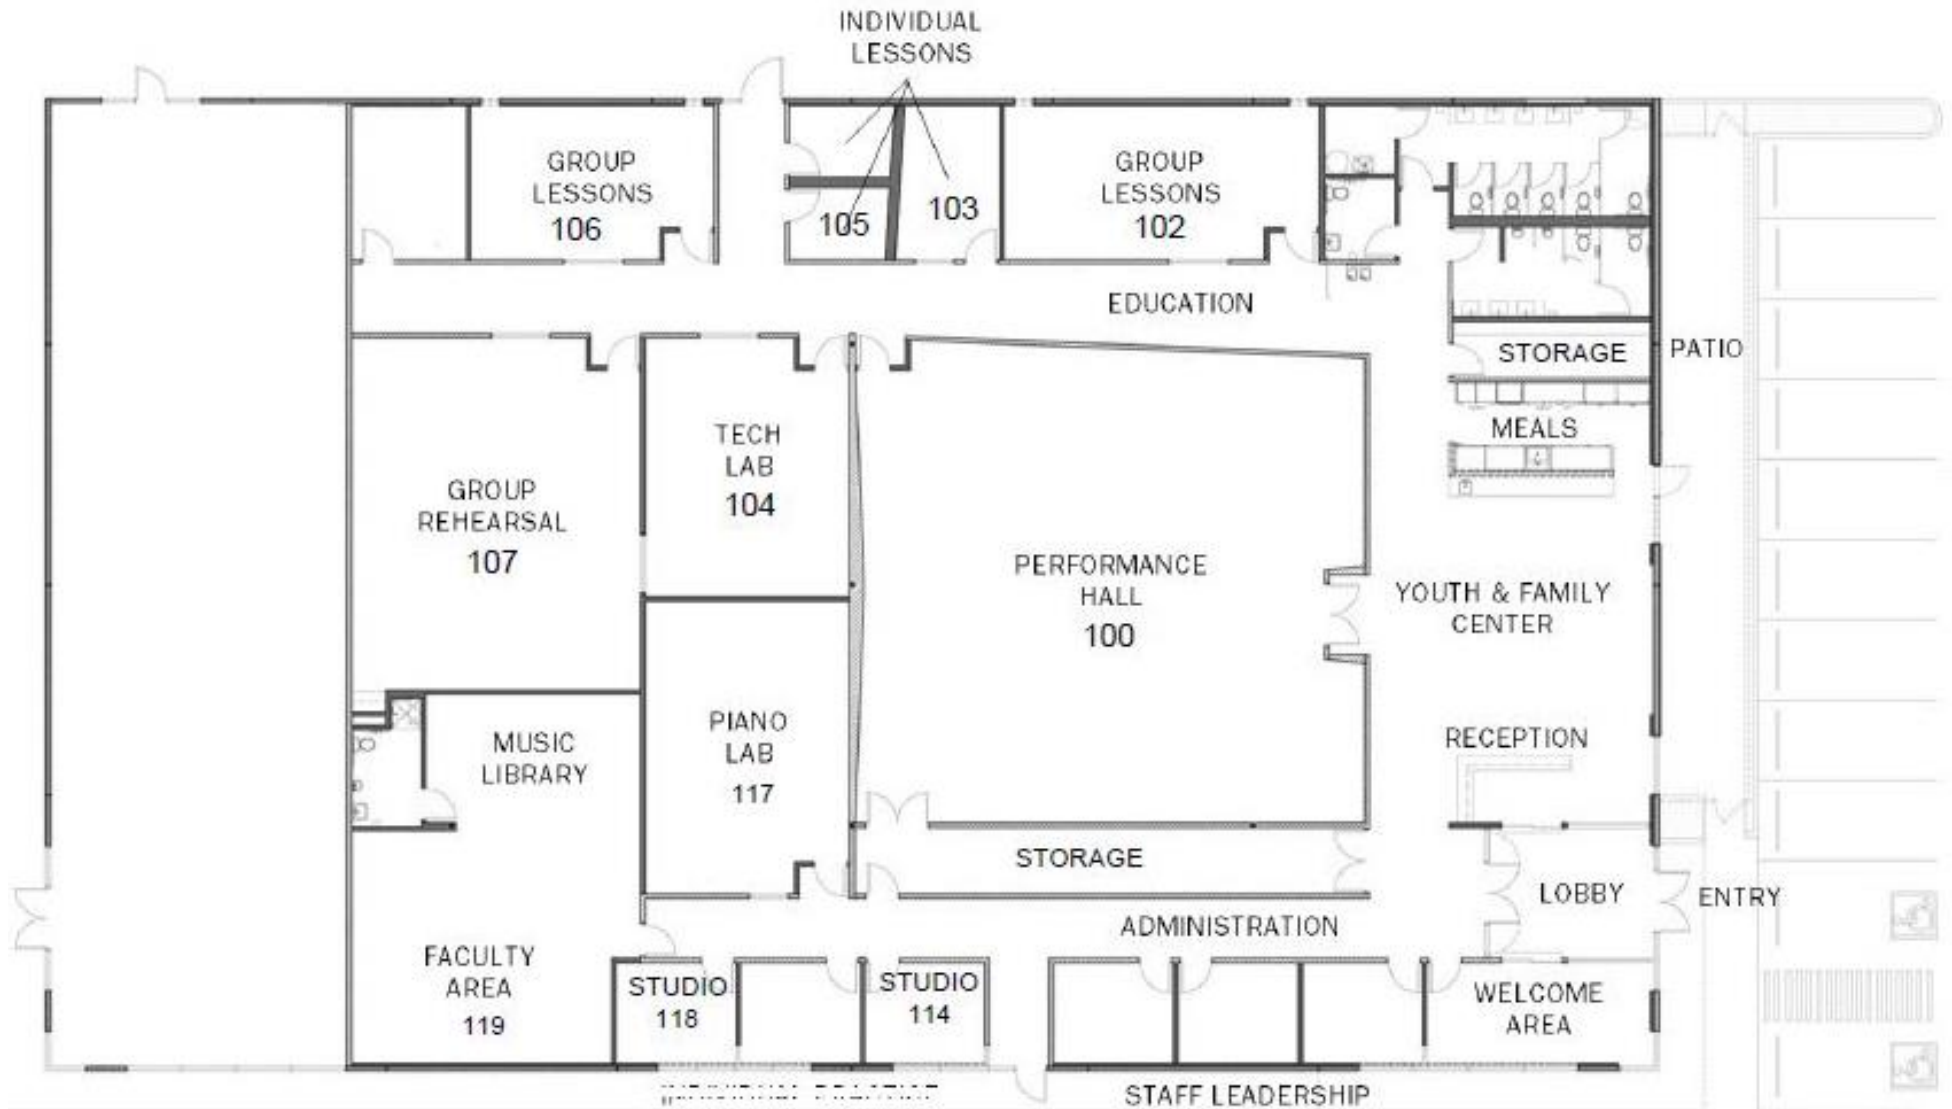 INDIVIDUAL
LESSONS
GROUP
LESSONS
106
105
103
GROUP
LESSONS
102
EDUCATION
STORAGE
PATIO
MEALS
TECH
LAB
104
GROUP
REHEARSAL
107
PERFORMANCE
HALL
100
YOUTH & FAMILY
CENTER
RECEPTION
MUSIC
LIBRARY
PIANO
LAB
117
STORAGE
LOBBY
ENTRY
ADMINISTRATION
FACULTY
AREA
119
STUDIO
118
STUDIO
114
WELCOME
AREA
STAFF LEADERSHIP